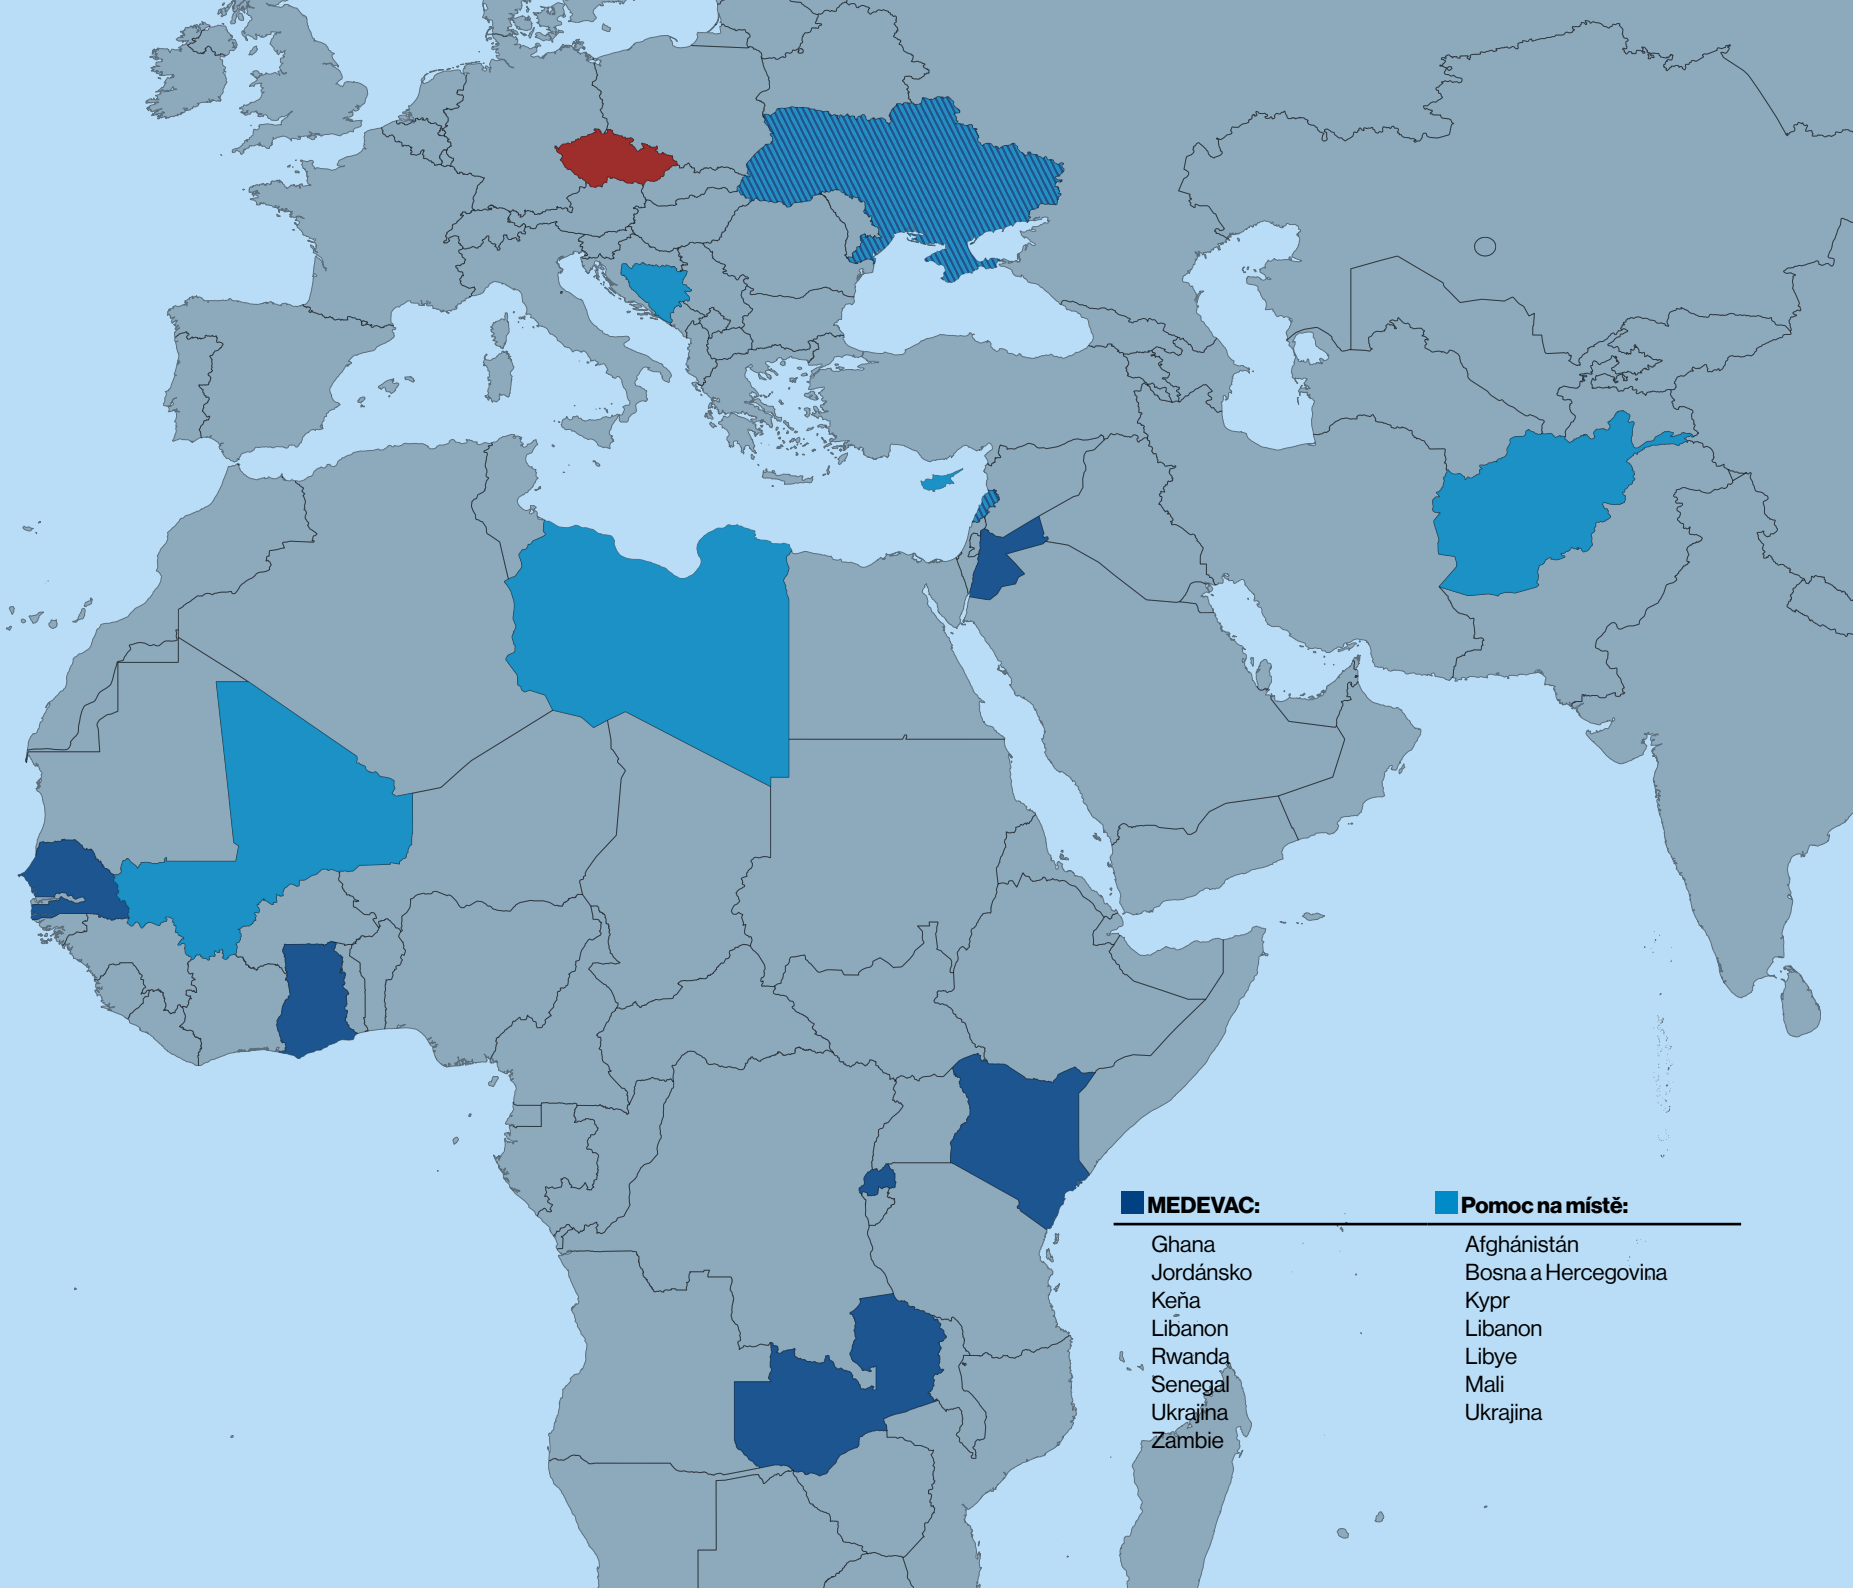 MEDEVAC:
Ghana
Jordánsko
Keňa
Libanon
Rwanda
Senegal
Ukrajina
Zambie
Pomoc na místě:
Afghánistán
Bosna a Hercegovina
Kypr
Libanon
Libye
Mali
Ukrajina